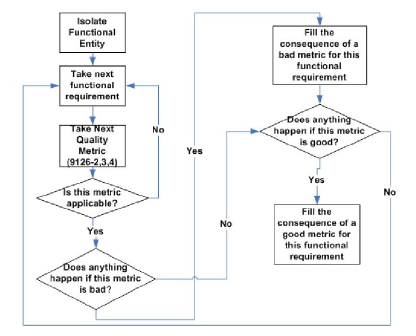 Isolate
Functional
Entity
Take next
functional
requirement
Take Next
Quality
Metric
(9126-2,3,4)
No
Is this metric
applicable?
Yes
Does anything
happen if this metric
is bad?
Yes
No
Fill the
consequence of a
bad metric for this
functional
requirement
Does anything
happen if this metric
is good?
Yes
No
Fill the
consequence of a
good metric for
this functional
requirement